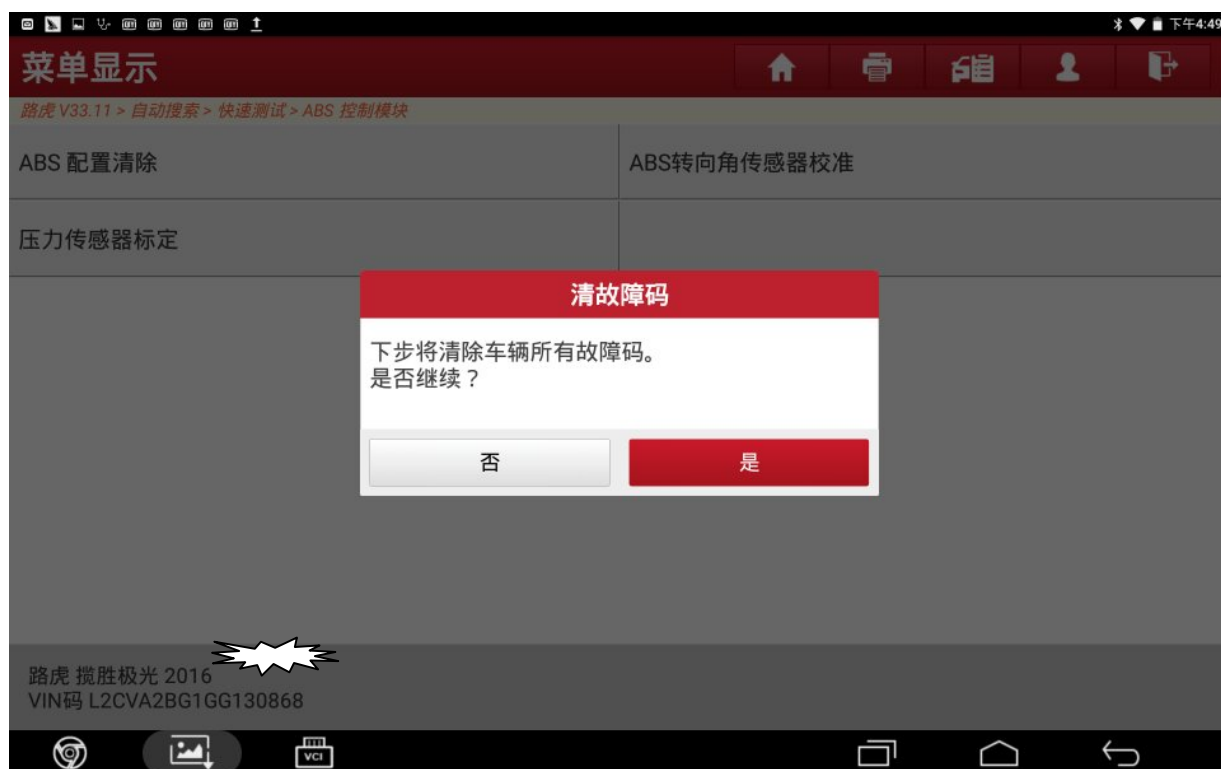 下午4:49
菜单显示
路虎 V33.11 > 自动搜索 > 快速测试 > ABS 控制模块
ABS 配置清除
ABS转向角传感器校准
压力传感器标定
清故障码
下步将清除车辆所有故障码。
是否继续？
否
是
路虎 揽胜极光 2016
VIN码 L2CVA2BG1GG130868
VCI